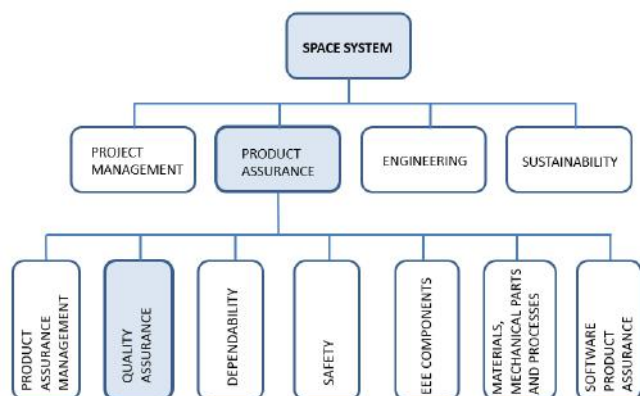 SPACE SYSTEM
PROJECT
MANAGEMENT
PRODUCT
ASSURANCE
ENGINEERING
SUSTAINABILITY
PRODUCT
ASSURANCE
MANAGEMENT
QUALITY
ASSURANCE
DEPENDABILITY
SAFETY
EEE COMPONENTS
MATERIALS,
MECHANICAL PARTS
AND PROCESSES
SOFTWARE
PRODUCT
ASSURANCE